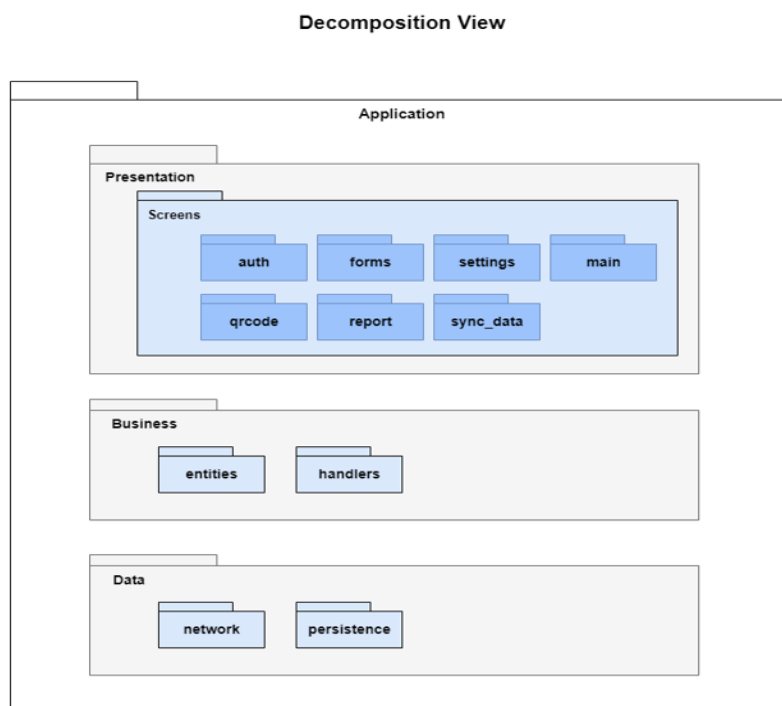 Decomposition View
Application
Presentation
Screens
auth forms settings main
qrcode report sync_data
Business
entities handlers
Data
network persistence